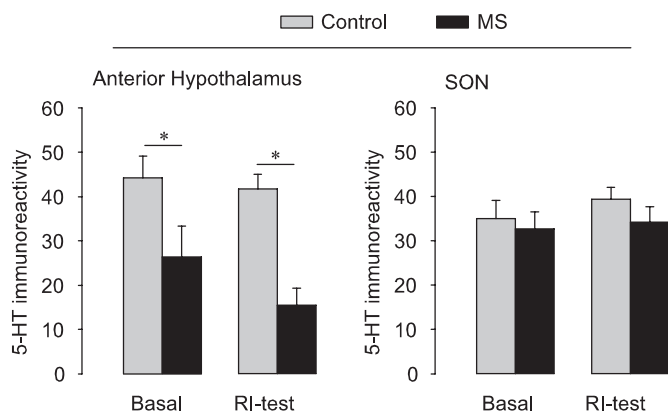 Control MS
Anterior Hypothalamus SON
60 60
50 50
40 40
30 30
20 20
10 10
0 0
5-HT immunoreactivity 5-HT immunoreactivity
* *
Basal RI-test Basal RI-test